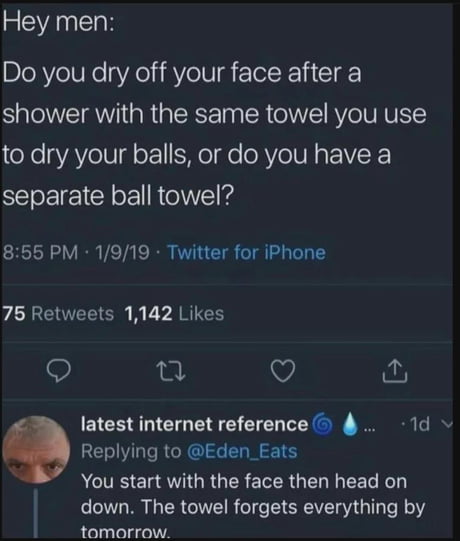 Hey men:
Do you dry off your face after a
shower with the same towel you use
to dry your balls, or do you have a
separate ball towel?
8:55 PM · 1/9/19 · Twitter for iPhone
75 Retweets 1,142 Likes
latest internet reference 🌀 💧... · 1d
Replying to @Eden_Eats
You start with the face then head on
down. The towel forgets everything by
tomorrow.